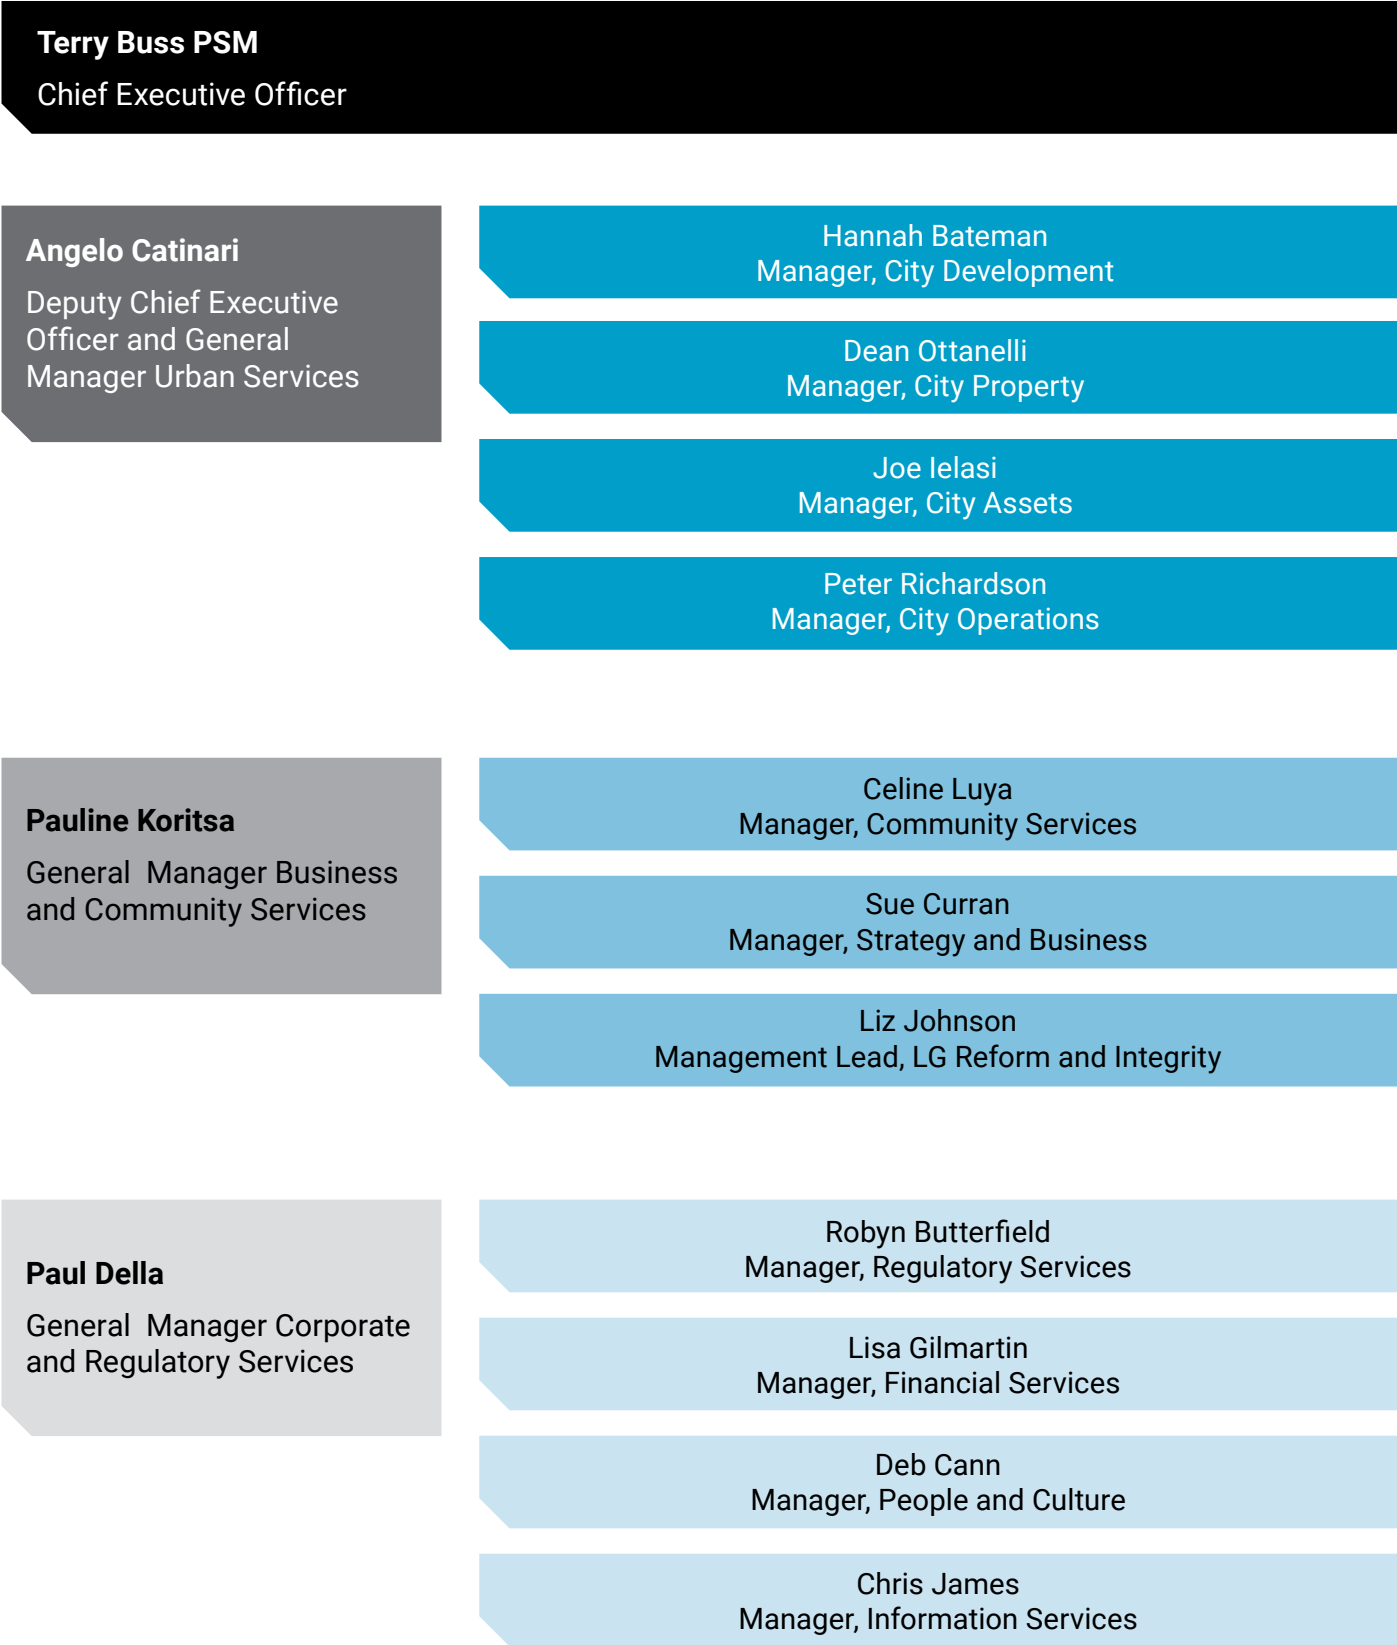 Terry Buss PSM
Chief Executive Officer
Angelo Catinari
Deputy Chief Executive
Officer and General
Manager Urban Services
Hannah Bateman
Manager, City Development
Dean Ottanelli
Manager, City Property
Joe Ielasi
Manager, City Assets
Peter Richardson
Manager, City Operations
Pauline Koritsa
General  Manager Business
and Community Services
Celine Luya
Manager, Community Services
Sue Curran
Manager, Strategy and Business
Liz Johnson
Management Lead, LG Reform and Integrity
Paul Della
General  Manager Corporate
and Regulatory Services
Robyn Butterfield
Manager, Regulatory Services
Lisa Gilmartin
Manager, Financial Services
Deb Cann
Manager, People and Culture
Chris James
Manager, Information Services